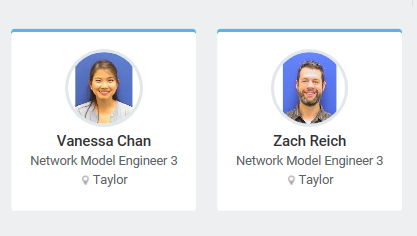 Vanessa Chan
Network Model Engineer 3
Taylor
Zach Reich
Network Model Engineer 3
Taylor